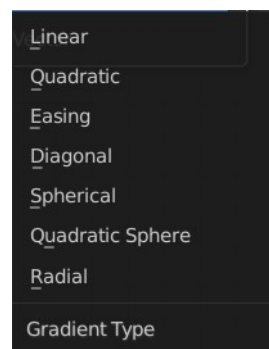 Linear
Quadratic
Easing
Diagonal
Spherical
Quadratic Sphere
Radial
Gradient Type